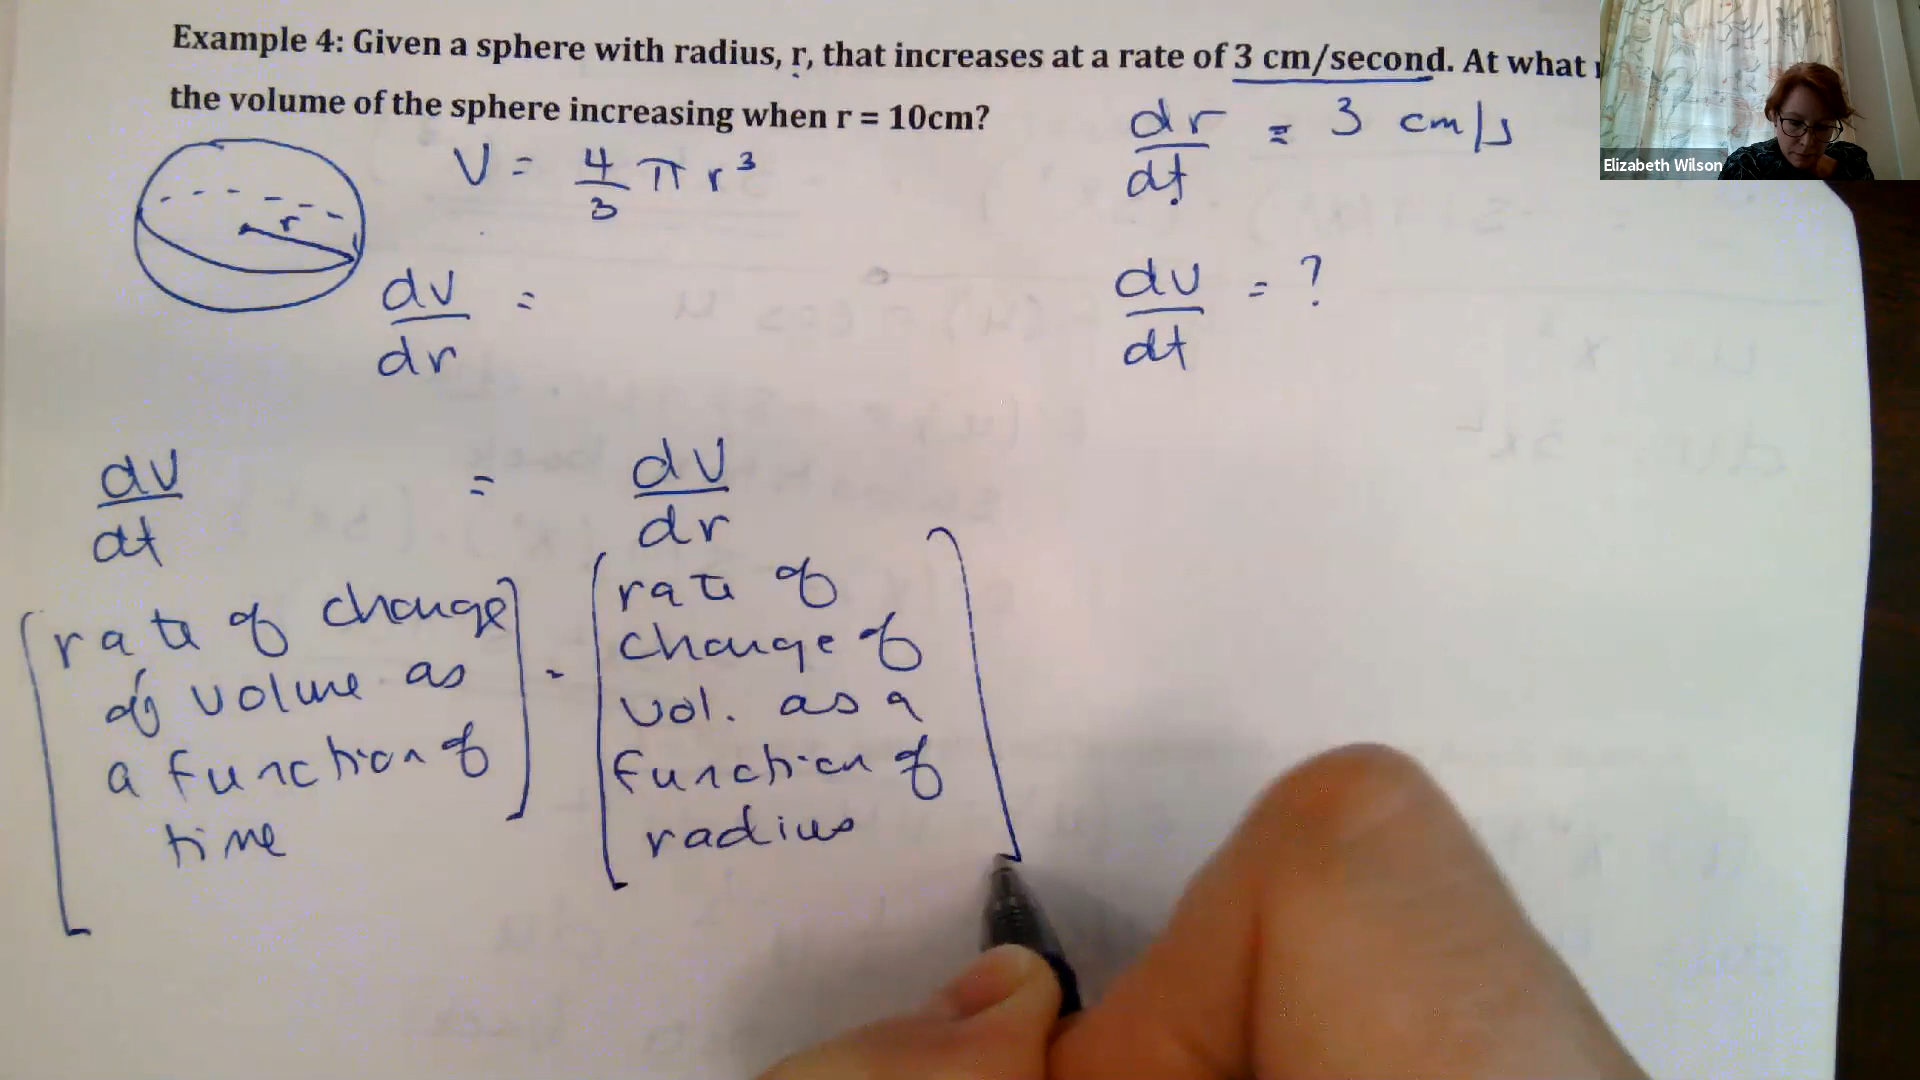 Example 4: Given a sphere with radius, r, that increases at a rate of 3 cm/second. At what
the volume of the sphere increasing when r = 10cm?
dr/dt = 3 cm/s
Elizabeth Wilson
V = 4/3 π r³
r
dv/dr =
dv/dt = ?
dv/dt = dv/dr
[rate of change of volume as a function of time] = [rate of change of vol. as a function of radius]